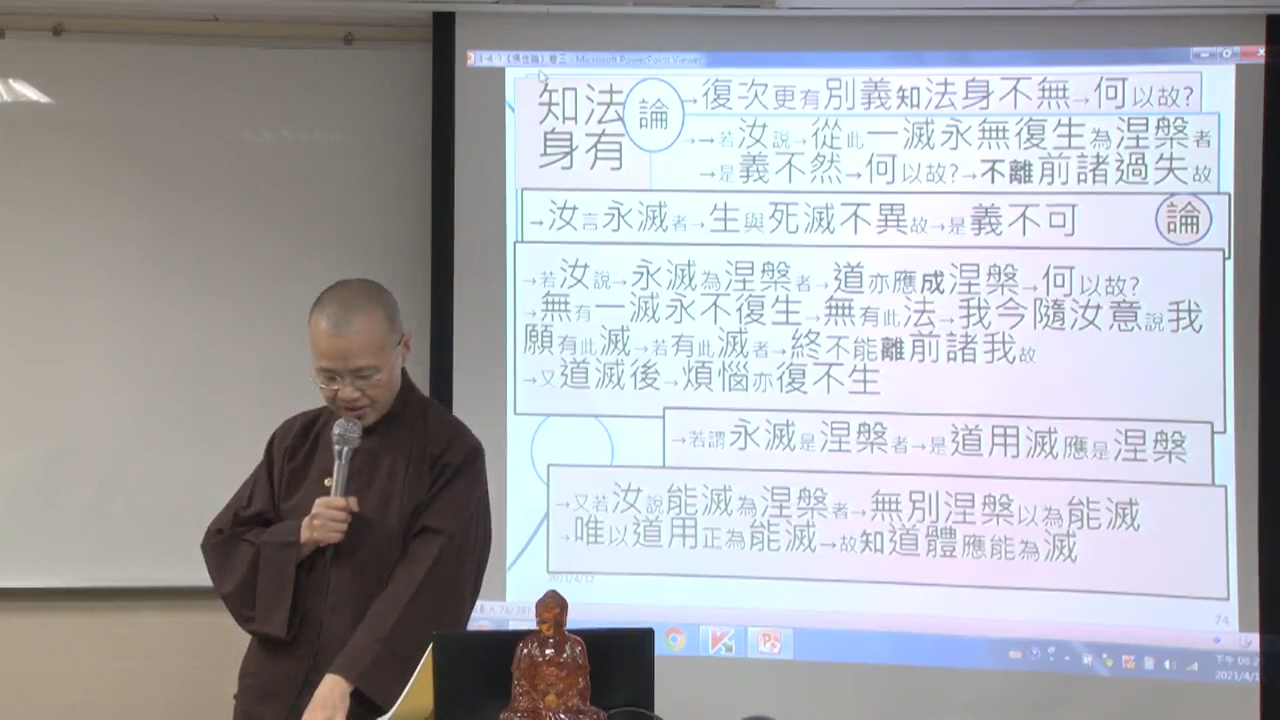 《佛性論》卷三 - Microsoft PowerPoint Viewer
知法
身有
論
→復次更有別義知法身不無→何以故?
→→若汝說→從此一滅永無復生為涅槃者
→是義不然→何以故?→不離前諸過失故
→汝言永滅者→生與死滅不異故→是義不可
論
→若汝說→永滅為涅槃者→道亦應成涅槃→何以故?
→無有一滅永不復生→無有此法→我今隨汝意說我
願有此滅→若有此滅者→終不能離前諸我故
→又道滅後→煩惱亦復不生
→若謂永滅是涅槃者→是道用滅應是涅槃
→又若汝說能滅為涅槃者→無別涅槃以為能滅
→唯以道用正為能滅→故知道體應能為滅
2021/4/12
74
下午 08:2
2021/4/1